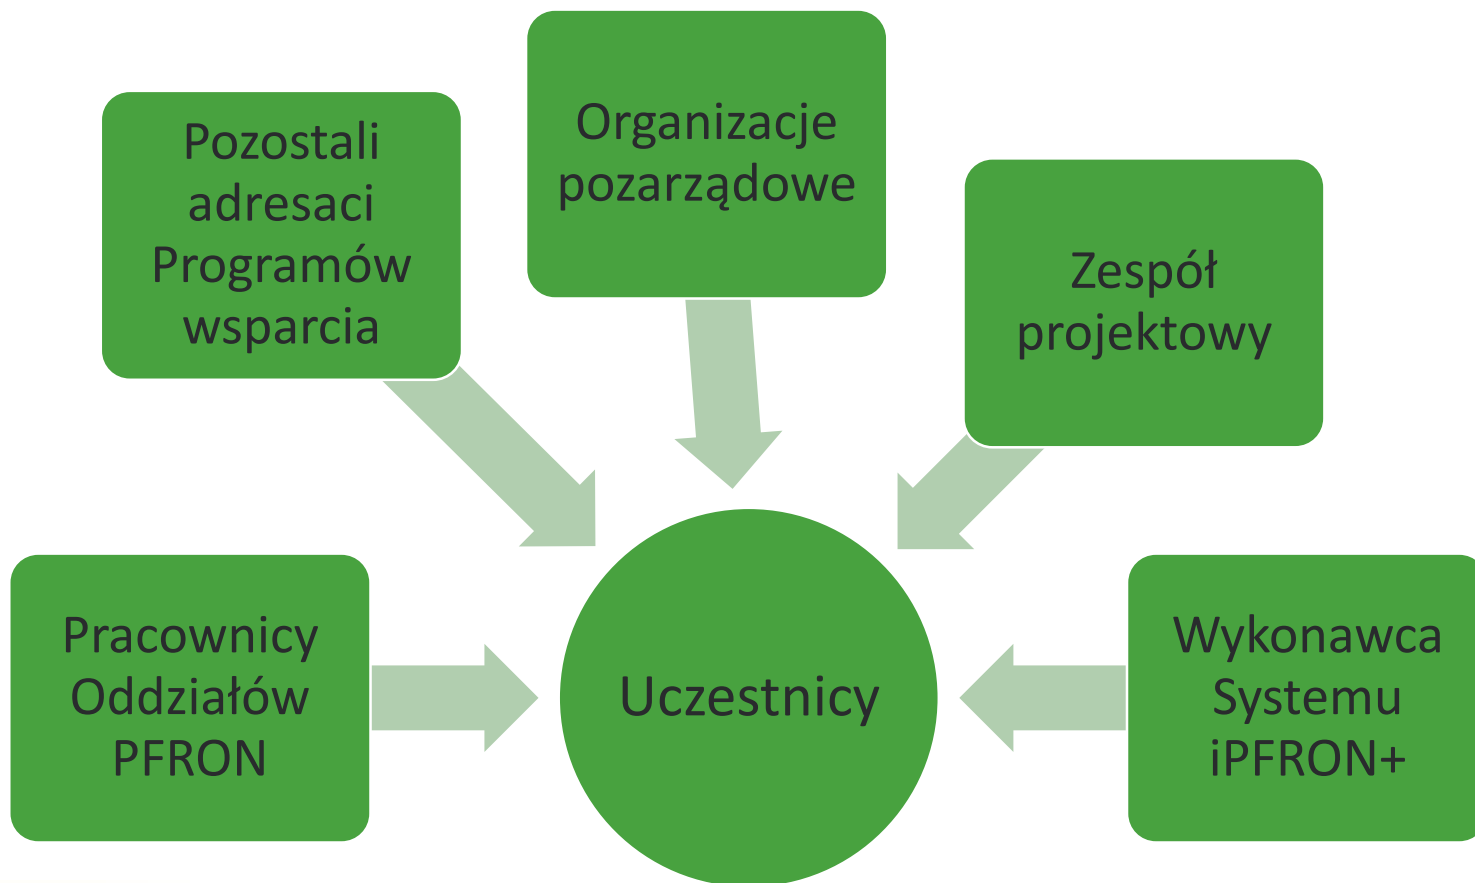 Pozostali
adresaci
Programów
wsparcia
Organizacje
pozarządowe
Zespół
projektowy
Pracownicy
Oddziałów
PFRON
Uczestnicy
Wykonawca
Systemu
iPFRON+